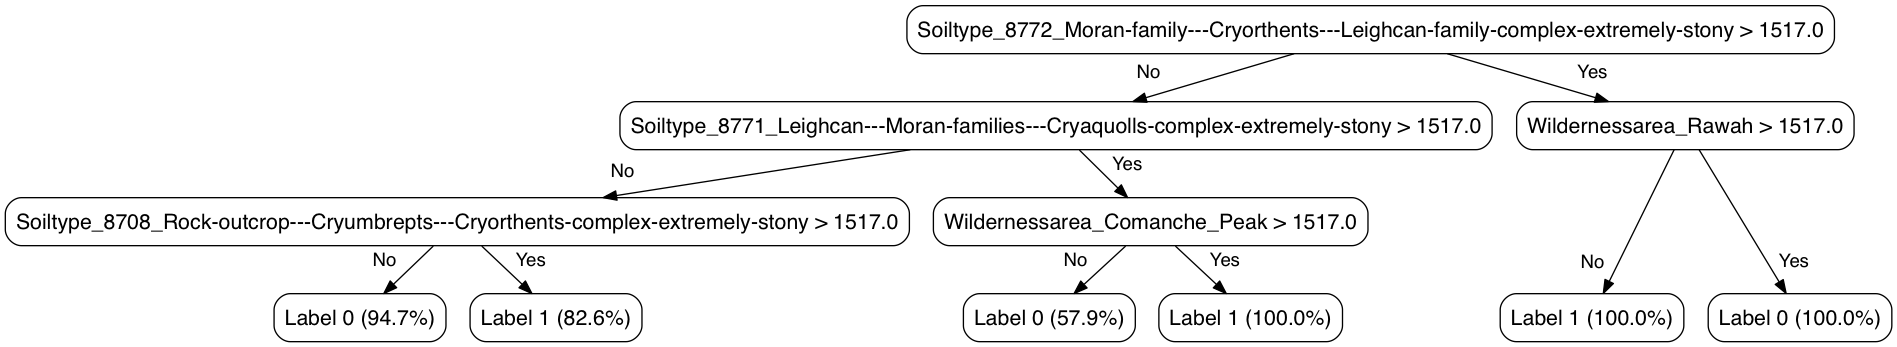 Soiltype_8772_Moran-family---Cryorthents---Leighcan-family-complex-extremely-stony > 1517.0
No
Yes
Soiltype_8771_Leighcan---Moran-families---Cryaquolls-complex-extremely-stony > 1517.0
Wildernessarea_Rawah > 1517.0
No
Yes
Soiltype_8708_Rock-outcrop---Cryumbrepts---Cryorthents-complex-extremely-stony > 1517.0
Wildernessarea_Comanche_Peak > 1517.0
No
Yes
No
Yes
No
Yes
Label 0 (94.7%)
Label 1 (82.6%)
Label 0 (57.9%)
Label 1 (100.0%)
Label 1 (100.0%)
Label 0 (100.0%)